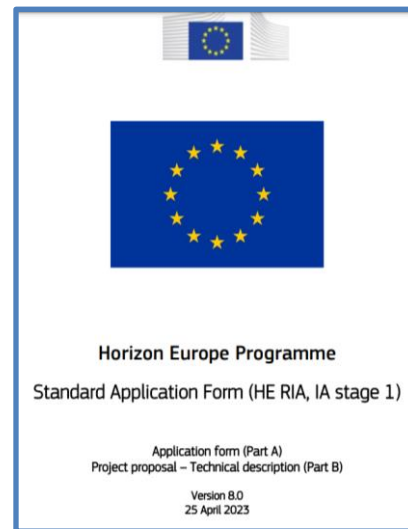 Horizon Europe Programme
Standard Application Form (HE RIA, IA stage 1)
Application form (Part A)
Project proposal – Technical description (Part B)
Version 8.0
25 April 2023